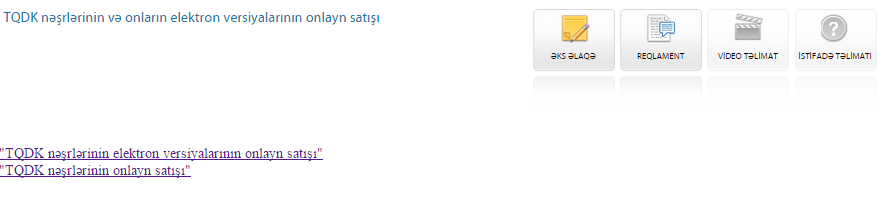 TQDK nəşrlərinin və onların elektron versiyalarının onlayn satışı
ƏKS ƏLAQƏ
REQLAMENT
VİDEO TƏLİMAT
İSTİFADƏ TƏLİMATI
"TQDK nəşrlərinin elektron versiyalarının onlayn satışı"
"TQDK nəşrlərinin onlayn satışı"